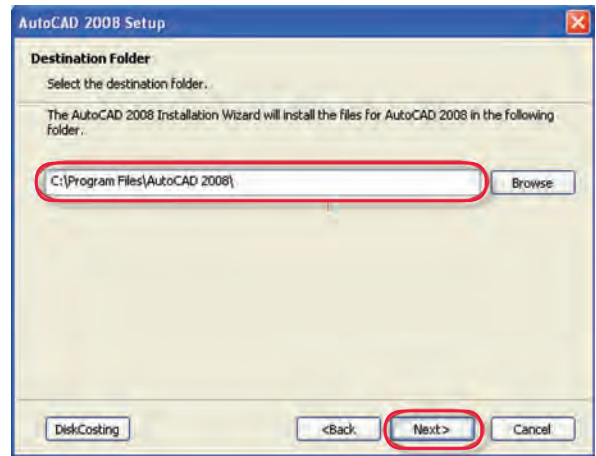 AutoCAD 2008 Setup
Destination Folder
Select the destination folder.
The AutoCAD 2008 Installation Wizard will install the files for AutoCAD 2008 in the following
folder.
C:\Program Files\AutoCAD 2008\
Browse
DiskCosting
<Back
Next>
Cancel